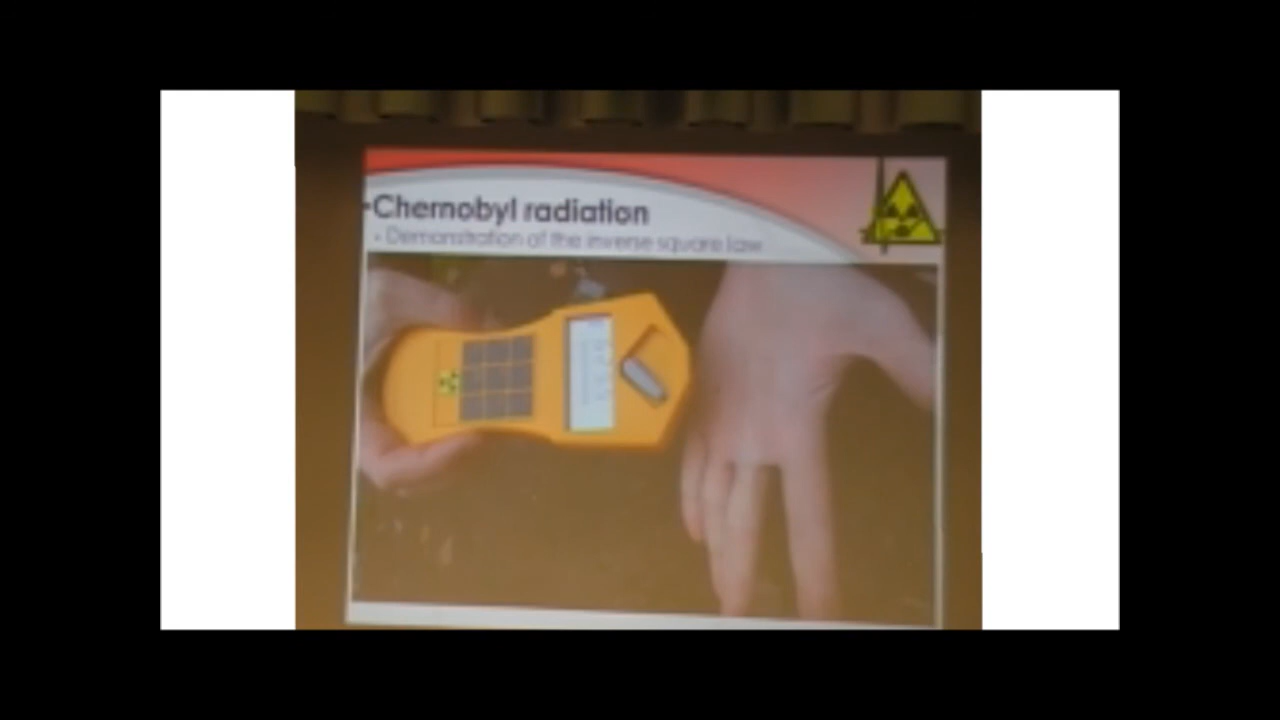 Chernobyl radiation
Demonstration of the inverse square law